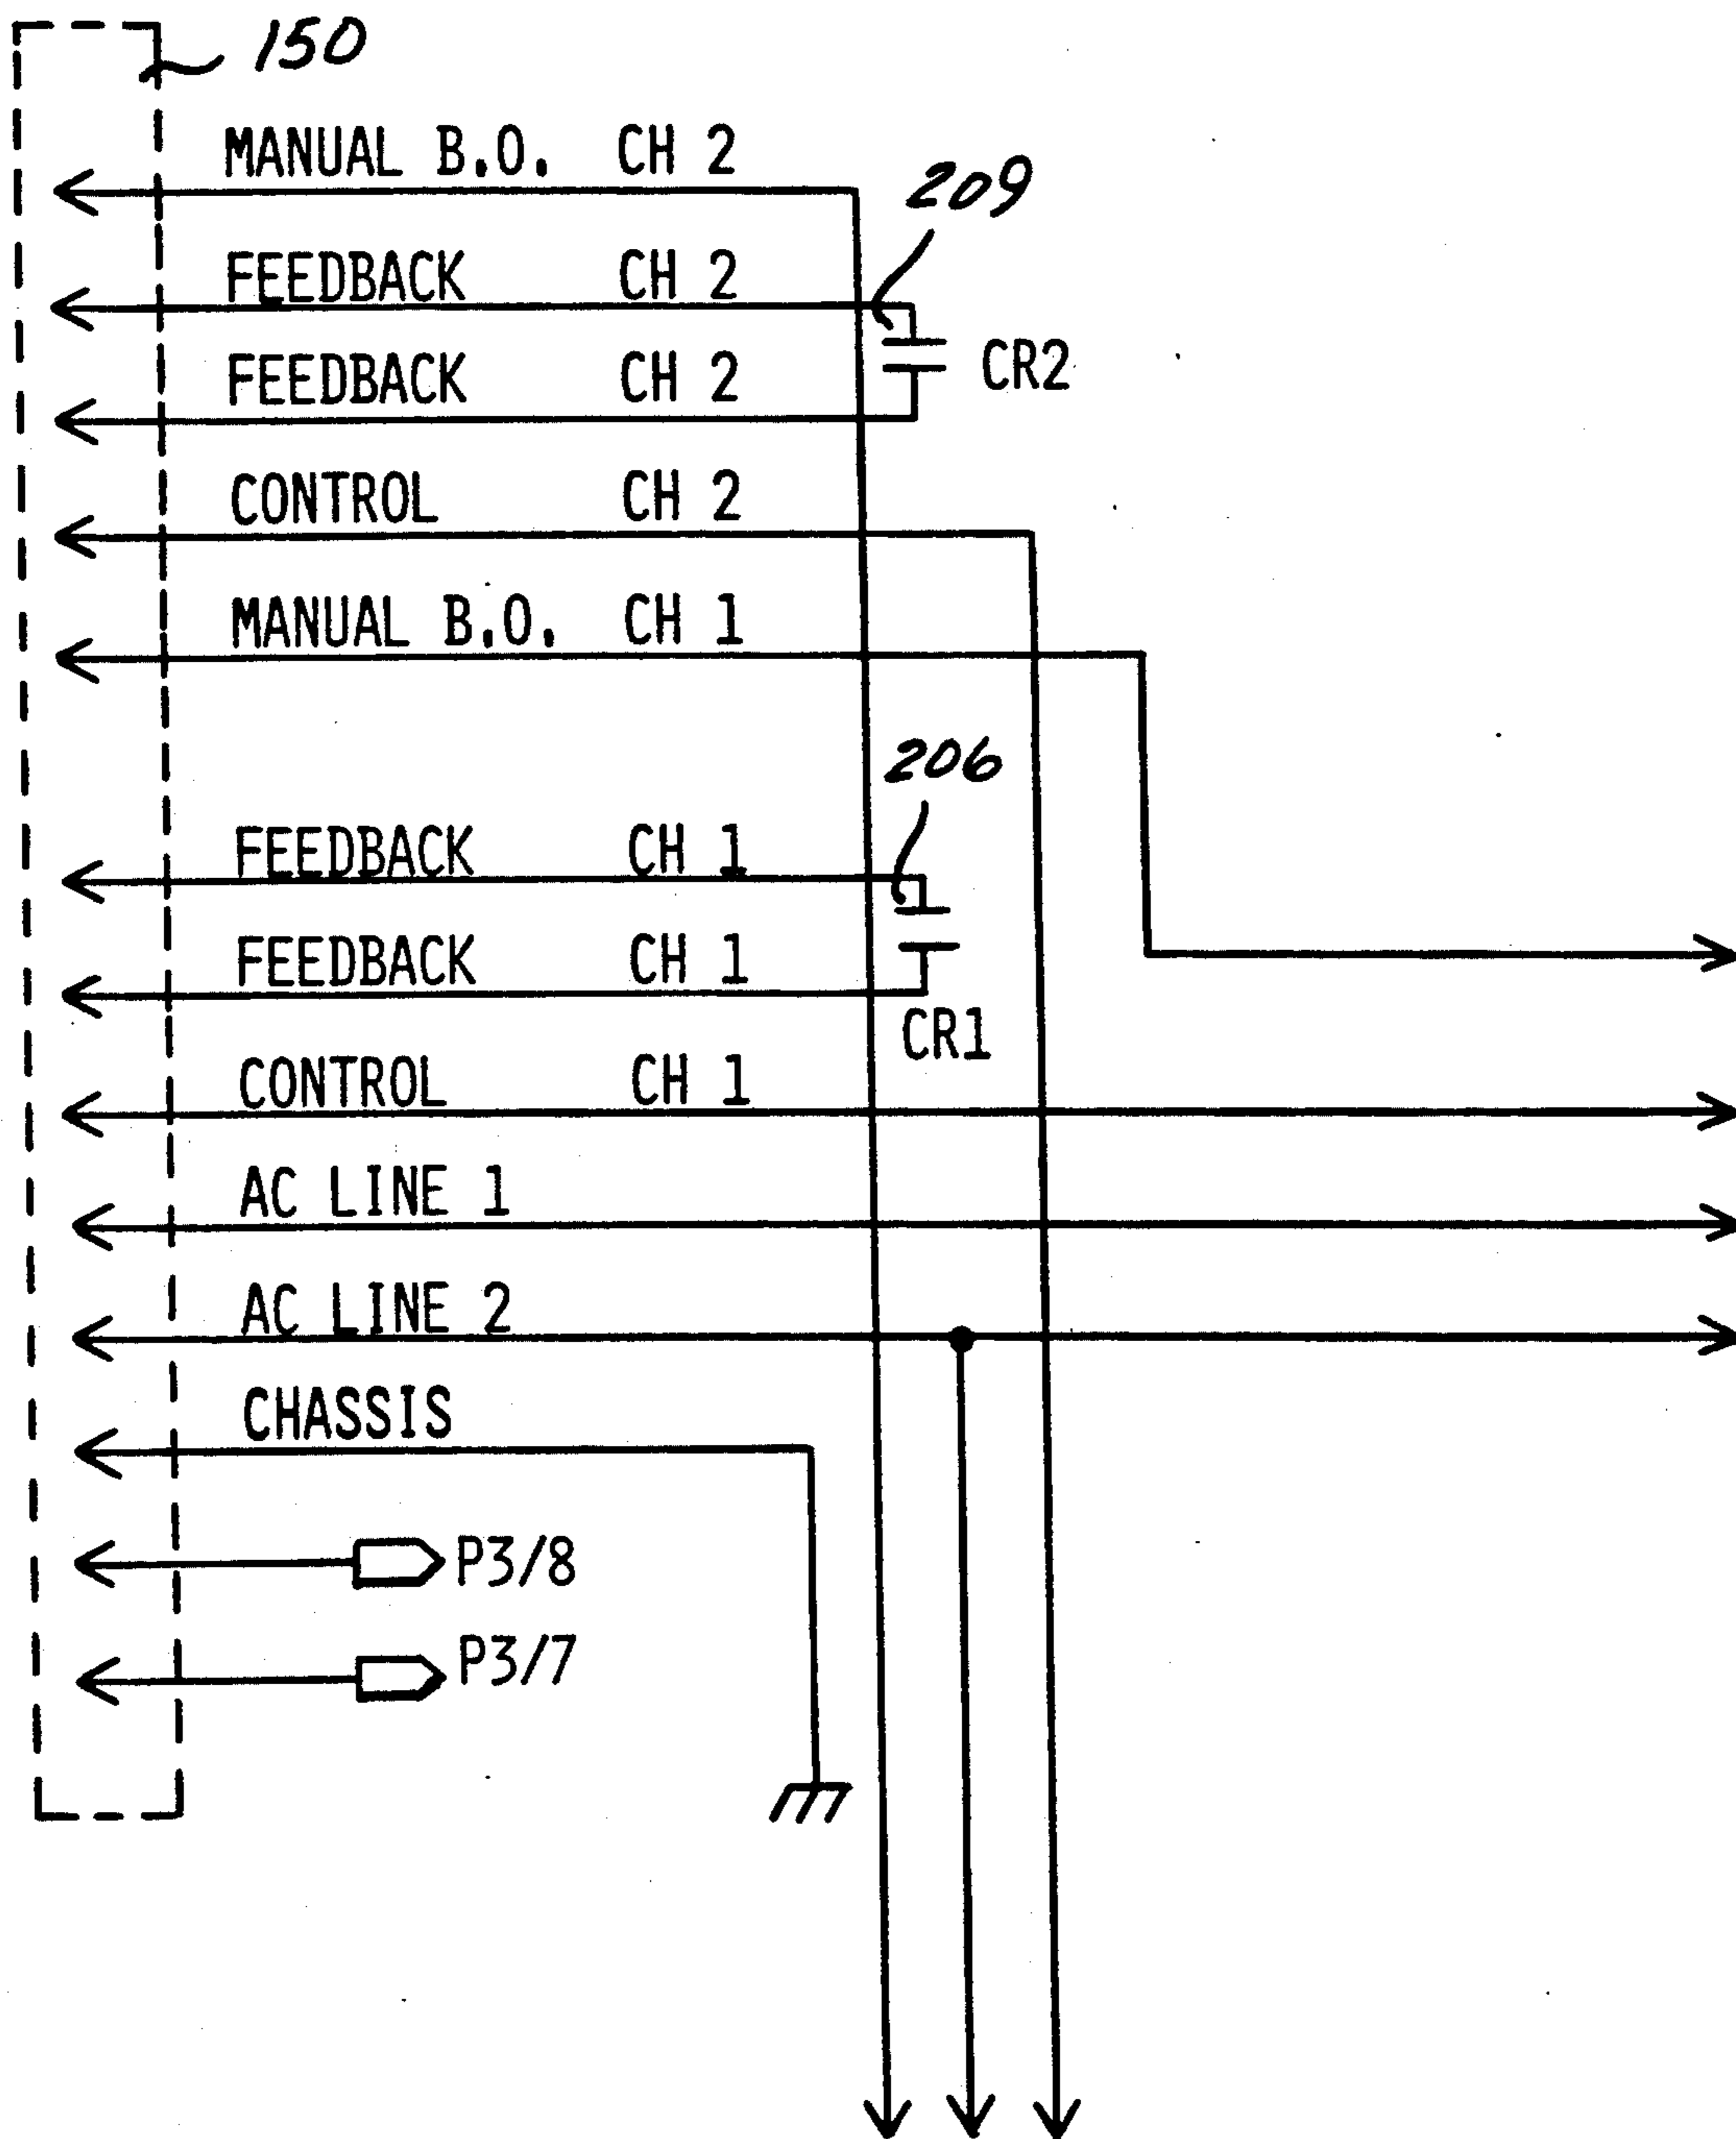 150
MANUAL B.O. CH 2
209
FEEDBACK CH 2
CR2
FEEDBACK CH 2
CONTROL CH 2
MANUAL B.O. CH 1
206
FEEDBACK CH 1
FEEDBACK CH 1
CR1
CONTROL CH 1
AC LINE 1
AC LINE 2
CHASSIS
P3/8
P3/7